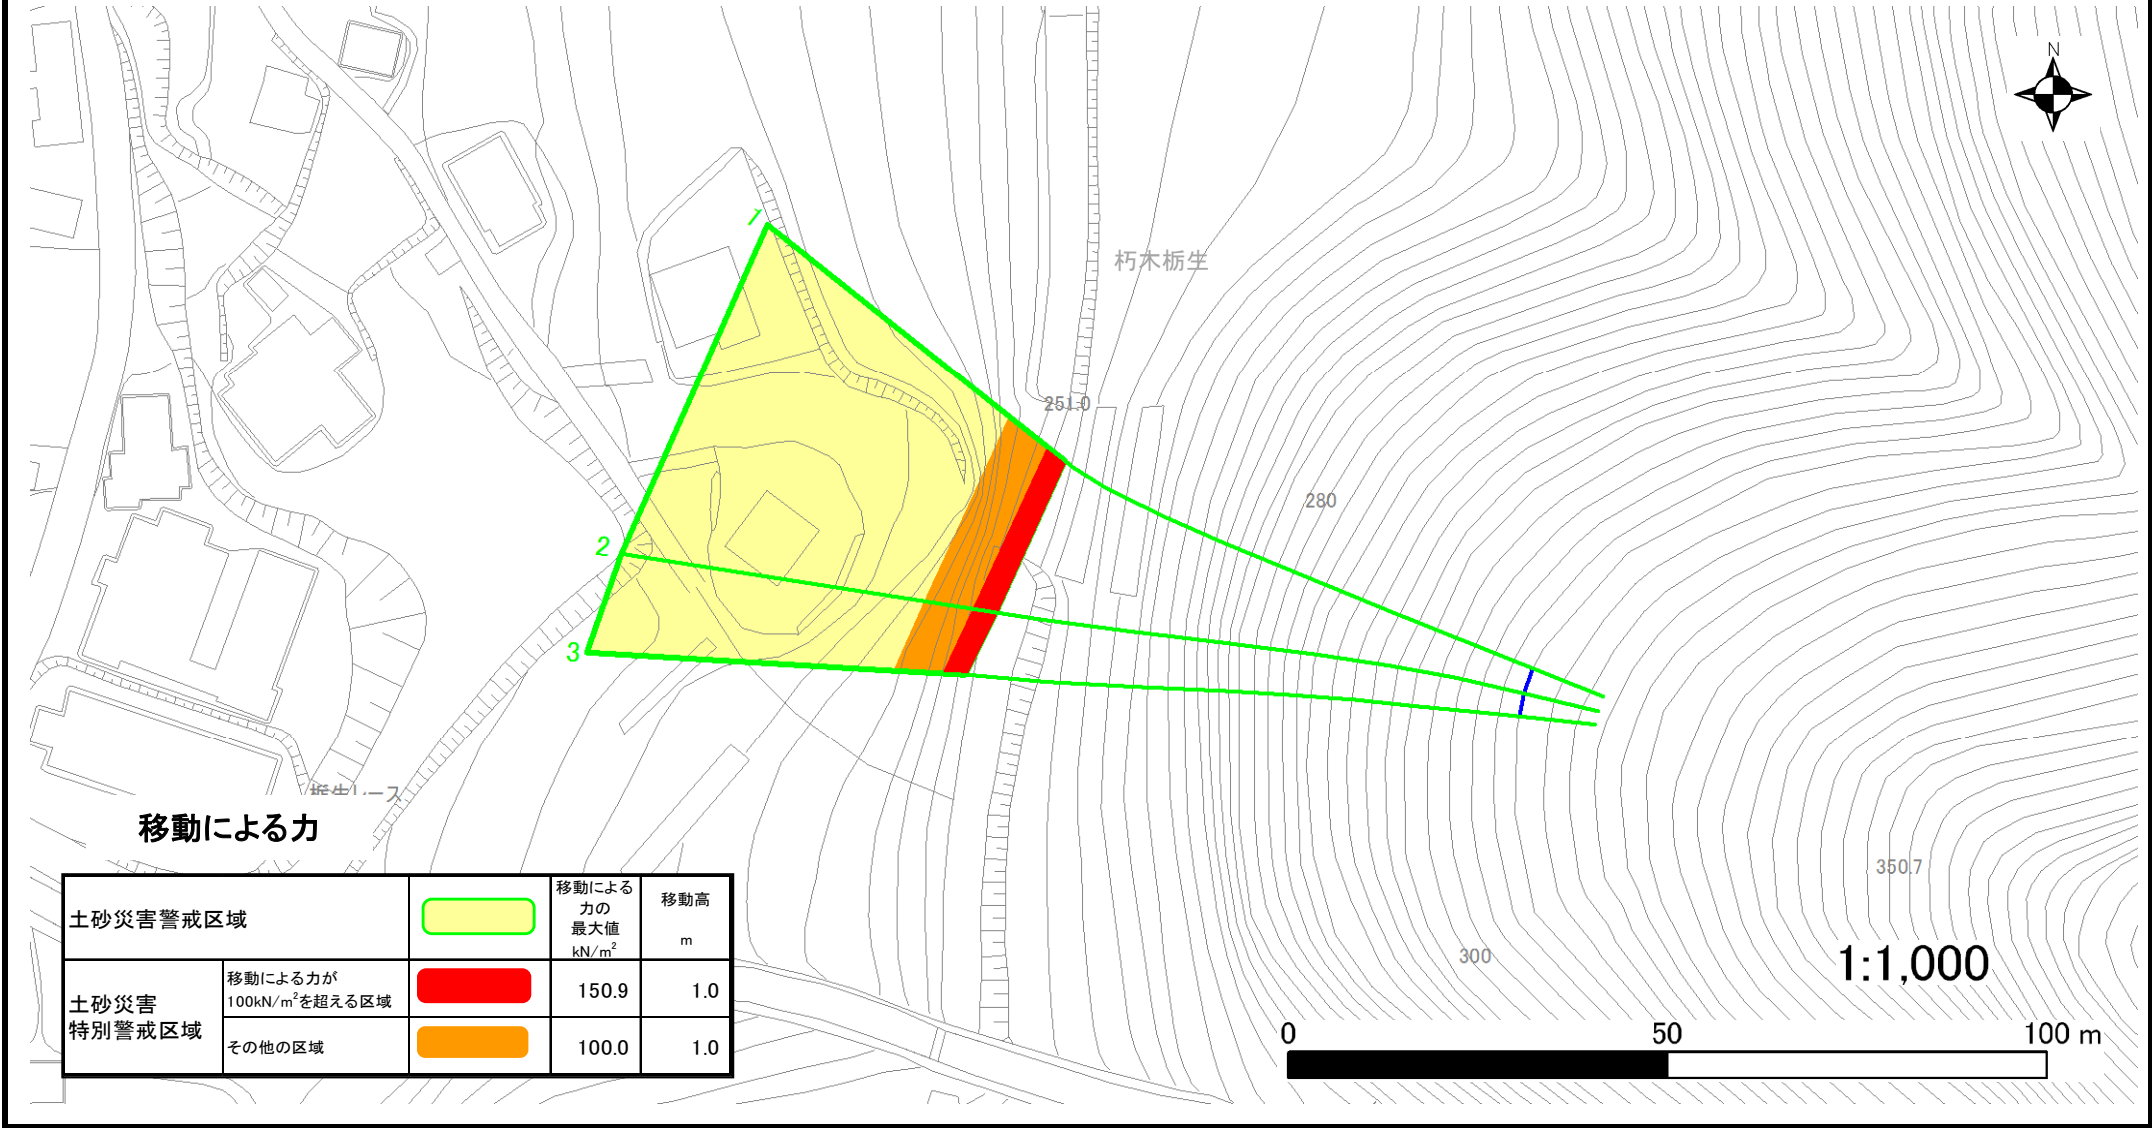 N
1
朽木栃生
251.0
280
2
3
栃生レース
移動による力
350.7
300
1:1,000
0 50 100 m
土砂災害警戒区域
移動による
力の
最大値
kN/m²
移動高
m
土砂災害
特別警戒区域
移動による力が
100kN/m²を超える区域
150.9 1.0
その他の区域
100.0 1.0